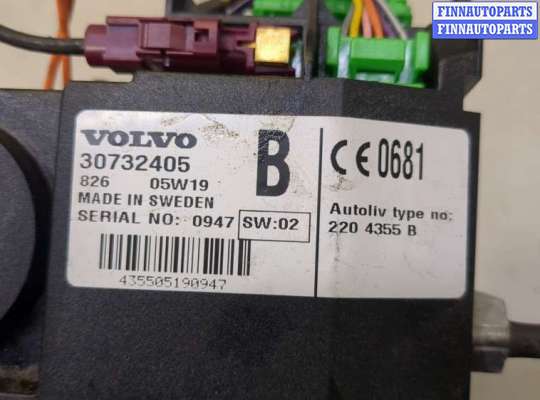 FINNAUTOPARTS
FINNAUTOPARTS
VOLVO
30732405
826 05W19
MADE IN SWEDEN
SERIAL NO: 0947 SW:02
435505190947
B
CE0681
Autoliv type no:
220 4355 B